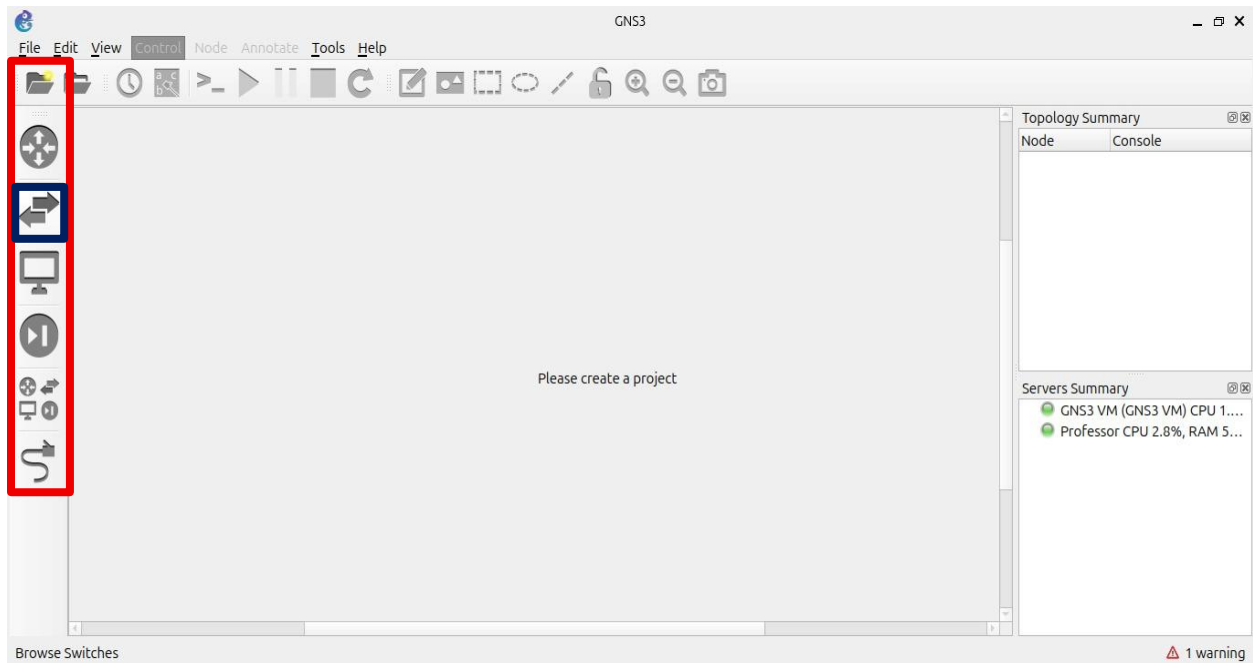 GNS3
File Edit View Control Node Annotate Tools Help
Topology Summary
Node Console
Please create a project
Servers Summary
GNS3 VM (GNS3 VM) CPU 1....
Professor CPU 2.8%, RAM 5...
Browse Switches
1 warning